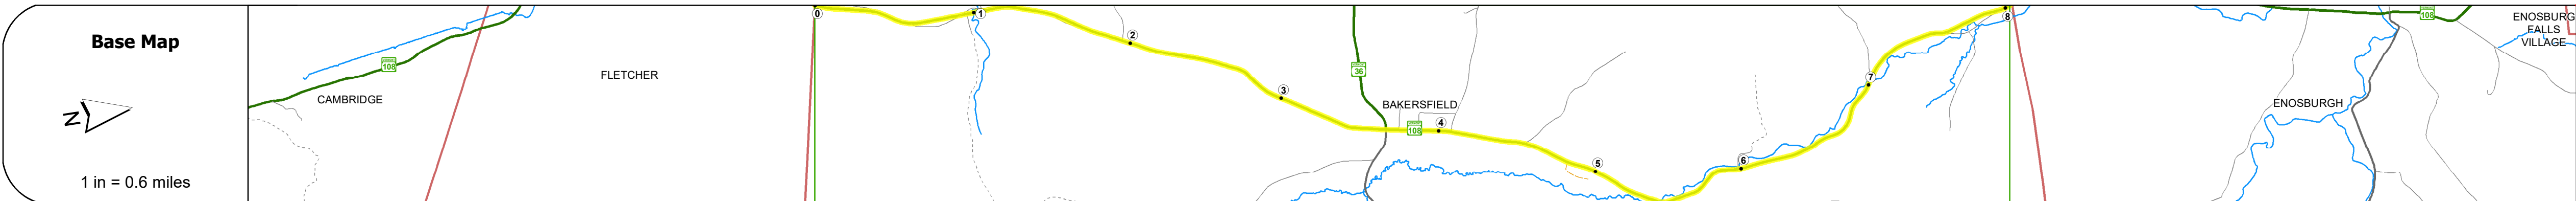 Base Map
N
1 in = 0.6 miles
108
CAMBRIDGE
FLETCHER
0
1
2
3
36
BAKERSFIELD
108
4
5
6
7
8
ENOSBURGH
108
ENOSBURG
FALLS
VILLAGE